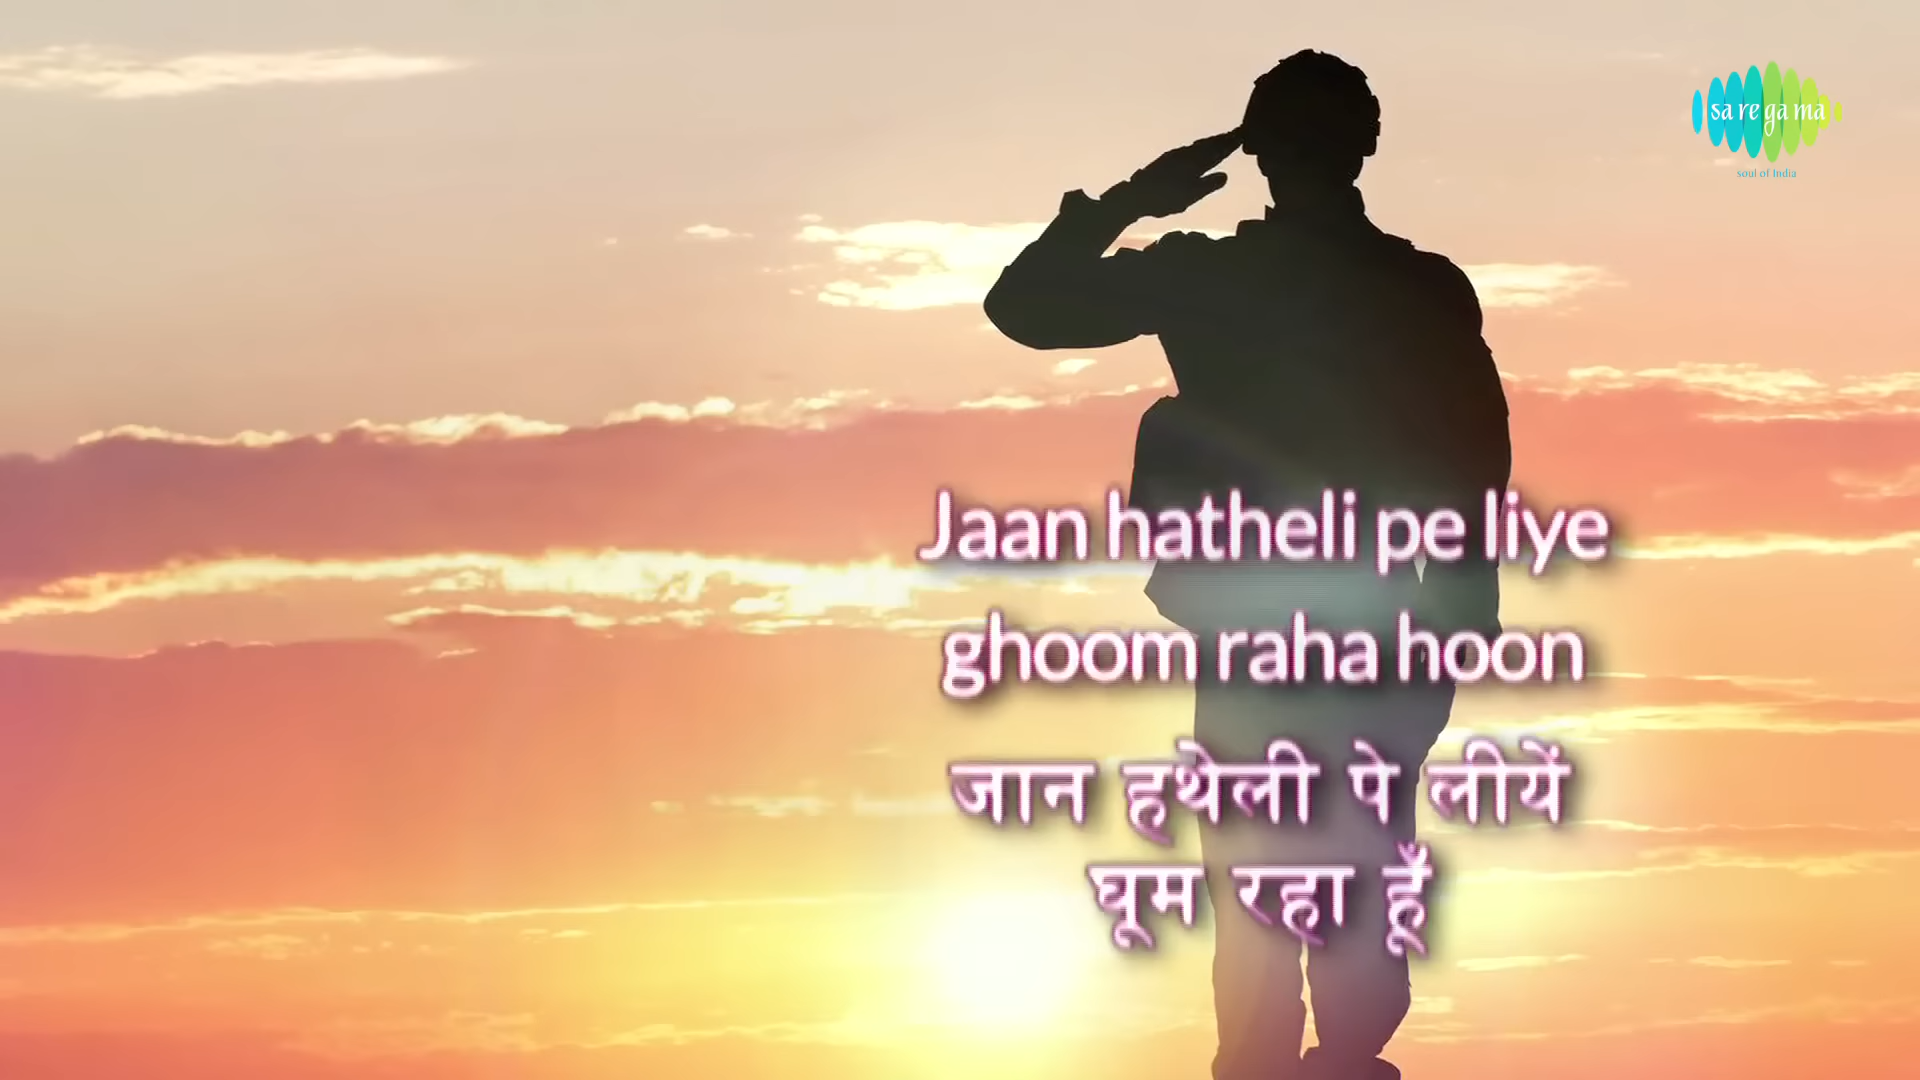 sa re ga ma
soul of India
Jaan hatheli pe liye
ghoom raha hoon
जान हथेली पे लीयें
घूम रहा हूँ